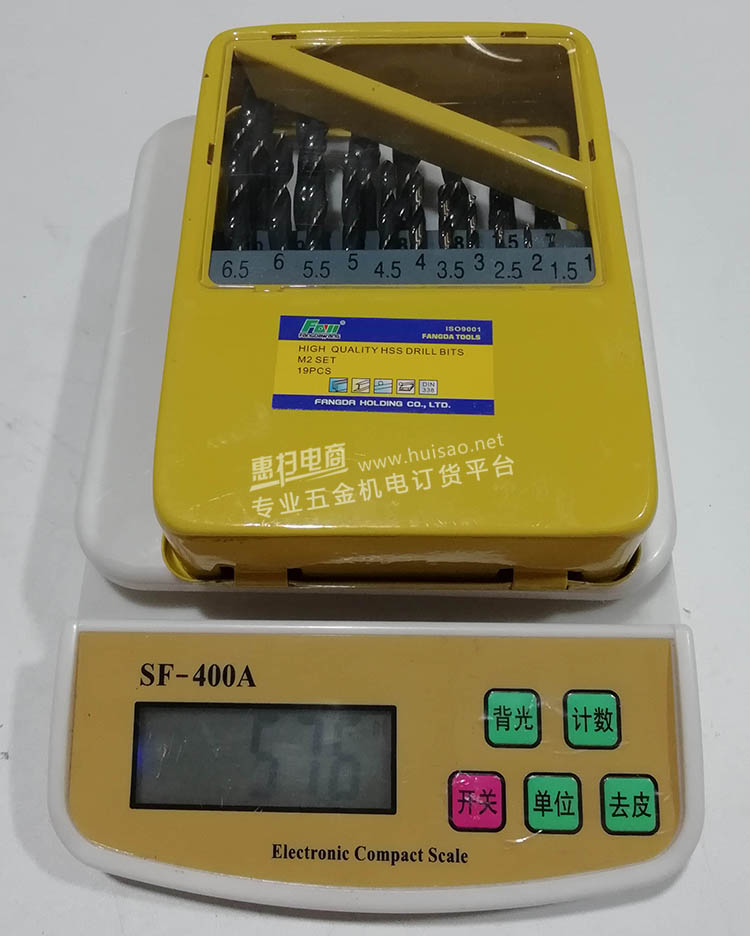 6.5 6 5.5 5 4.5 4 3.5 3 2.5 2 1.5 1
FANGDAWANG
ISO9001
FANGDA TOOLS
HIGH QUALITY HSS DRILL BITS
M2 SET
19PCS
DIN
338
FANGDA HOLDING CO., LTD.
惠扫电商 www.huisao.net
专业五金机电订货平台
SF-400A
576
背光 计数
开关 单位 去皮
Electronic Compact Scale